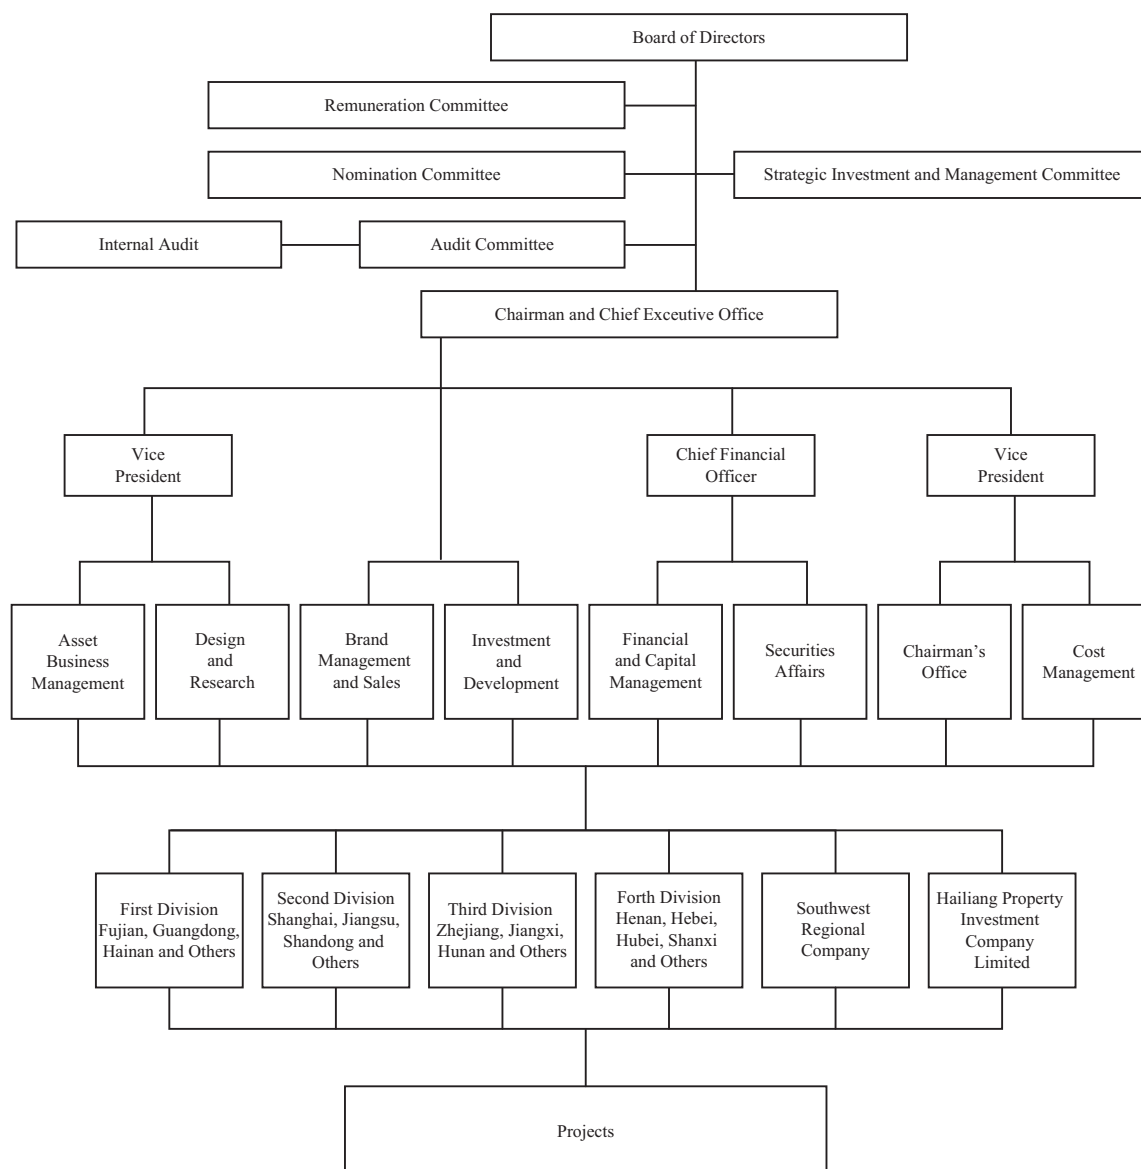 Board of Directors
Remuneration Committee
Nomination Committee
Strategic Investment and Management Committee
Internal Audit
Audit Committee
Chairman and Chief Exceutive Office
Vice
President
Chief Financial
Officer
Vice
President
Asset
Business
Management
Design
and
Research
Brand
Management
and Sales
Investment
and
Development
Financial
and Capital
Management
Securities
Affairs
Chairman’s
Office
Cost
Management
First Division
Fujian, Guangdong,
Hainan and Others
Second Division
Shanghai, Jiangsu,
Shandong and
Others
Third Division
Zhejiang, Jiangxi,
Hunan and Others
Forth Division
Henan, Hebei,
Hubei, Shanxi
and Others
Southwest
Regional
Company
Hailiang Property
Investment
Company
Limited
Projects